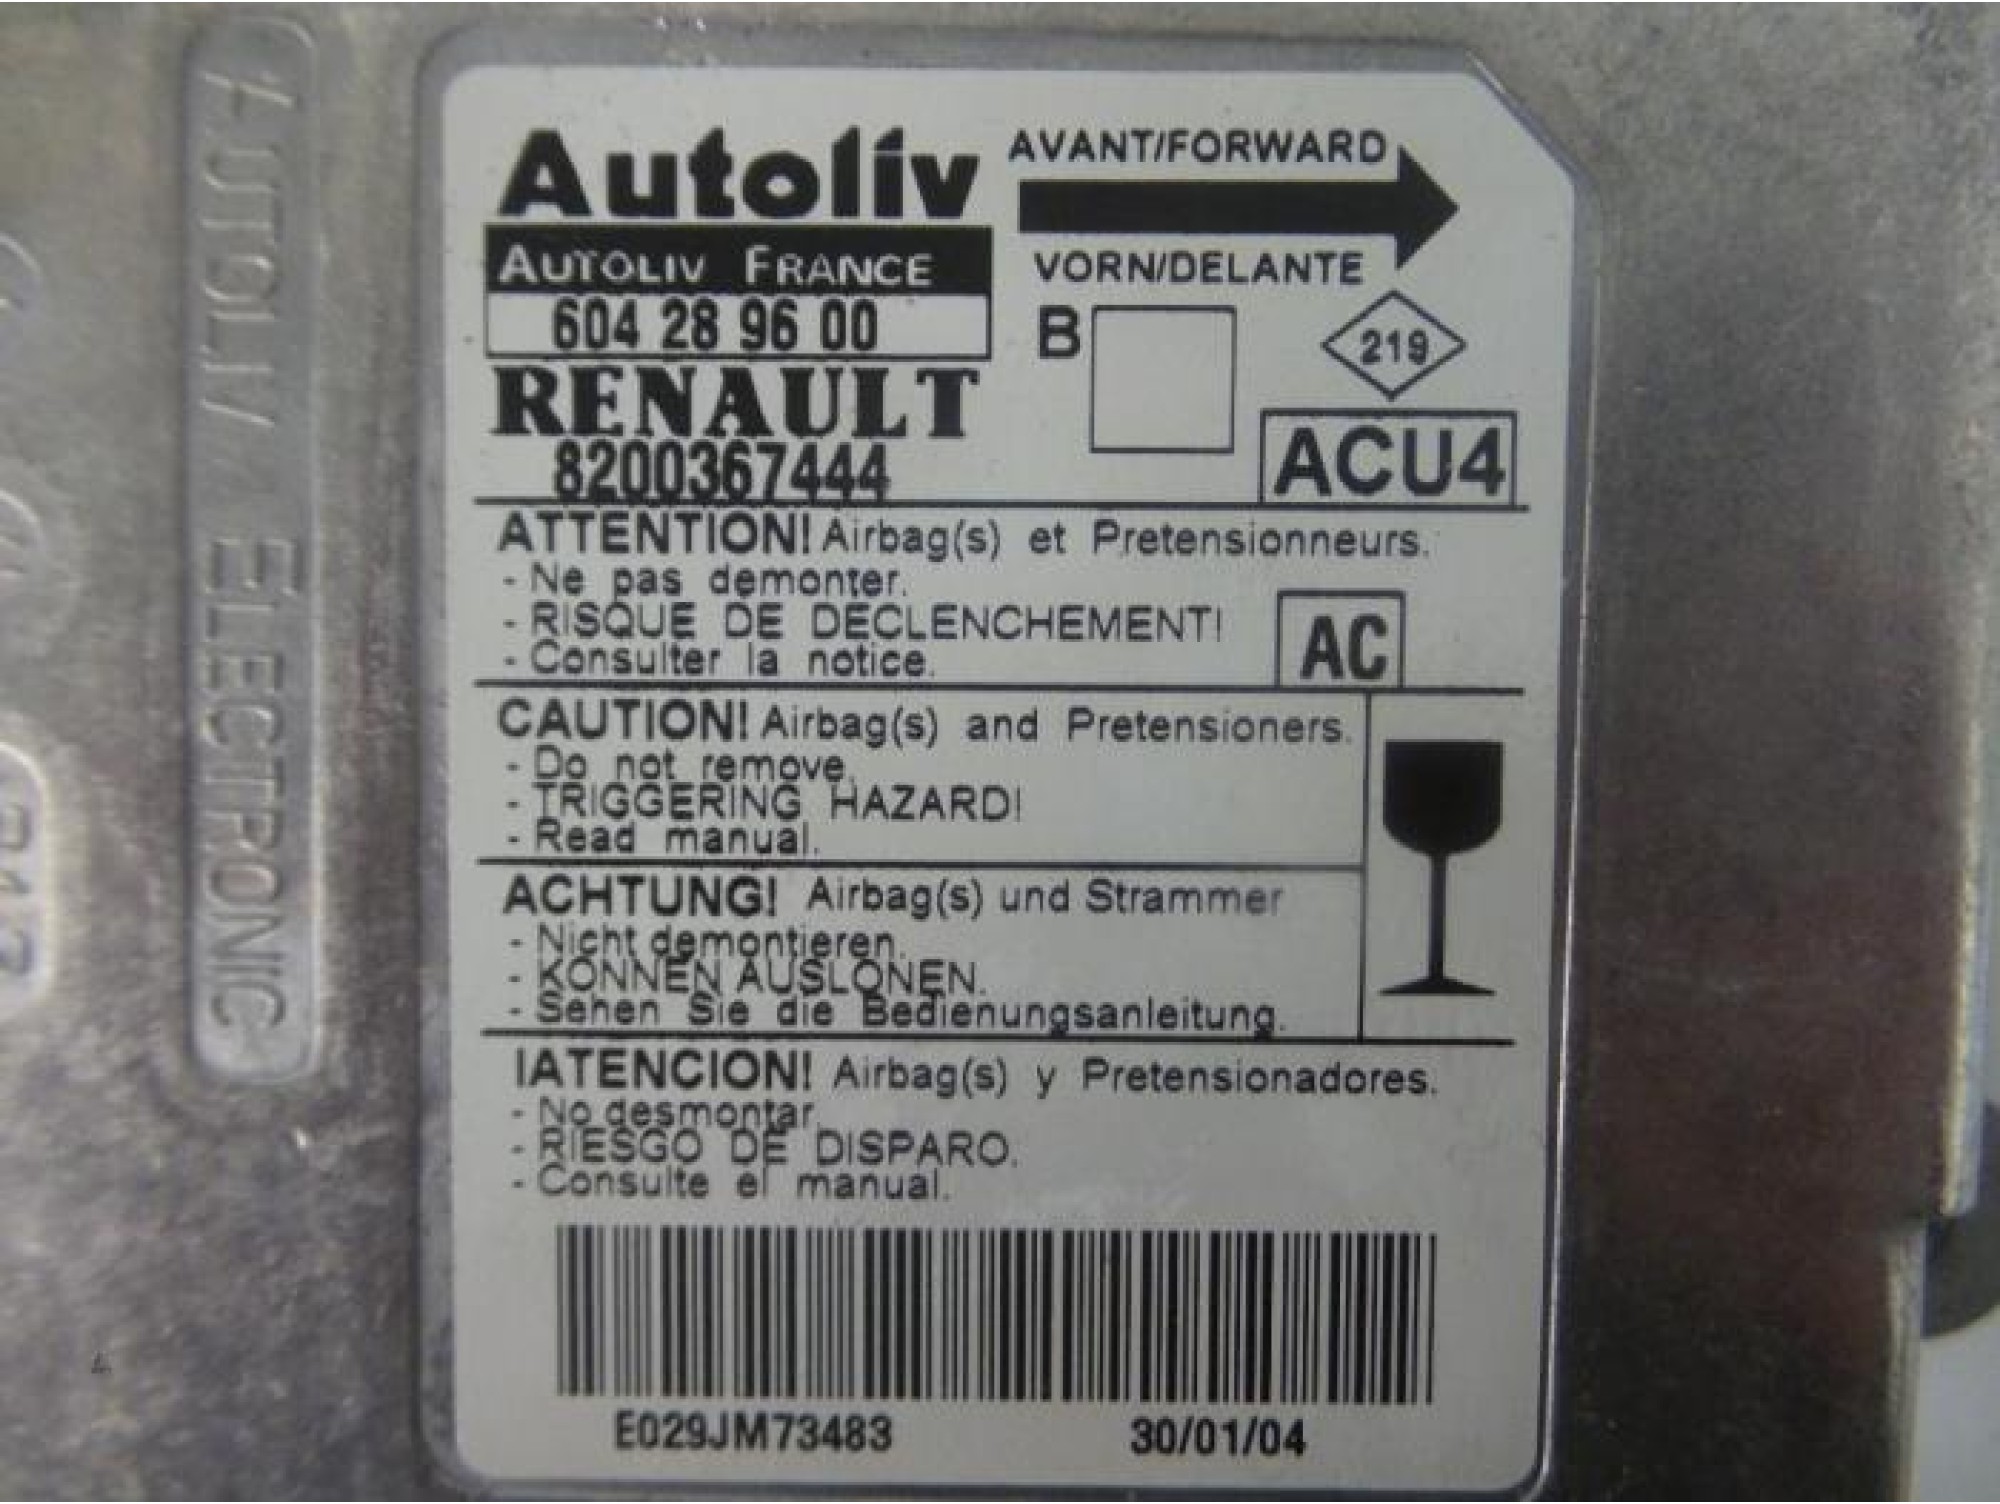 AUTOLIV ELECTRONIC
Autoliv
AUTOLIV FRANCE
604 28 96 00
RENAULT
8200367444
AVANT/FORWARD
VORN/DELANTE
B
219
ACU4
ATTENTION! Airbag(s) et Pretensionneurs.
- Ne pas demonter.
- RISQUE DE DECLENCHEMENT!
- Consulter la notice.
AC
CAUTION! Airbag(s) and Pretensioners.
- Do not remove.
- TRIGGERING HAZARD!
- Read manual.
ACHTUNG! Airbag(s) und Strammer
- Nicht demontieren.
- KONNEN AUSLONEN.
- Sehen Sie die Bedienungsanleitung.
IATENCION! Airbag(s) y Pretensionadores.
- No desmontar.
- RIESGO DE DISPARO.
- Consulte el manual.
E029JM73483
30/01/04